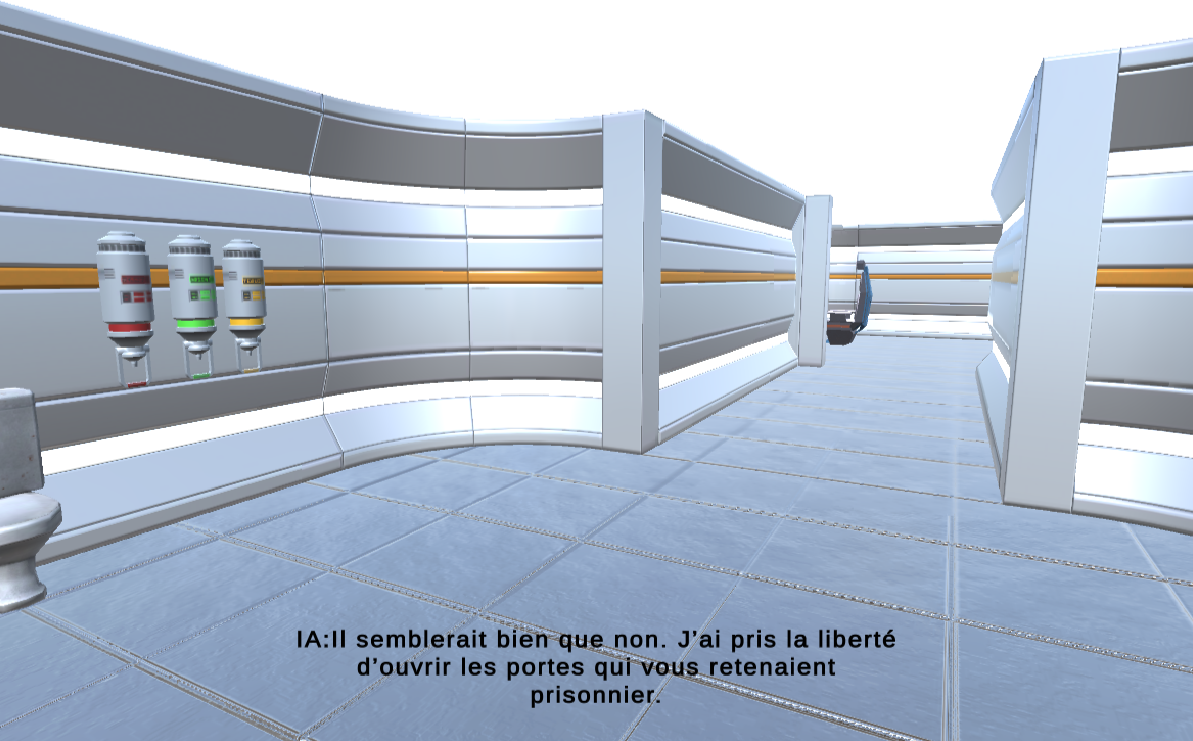 IA:Il semblerait bien que non. J'ai pris la liberté
d'ouvrir les portes qui vous retenaient
prisonnier.